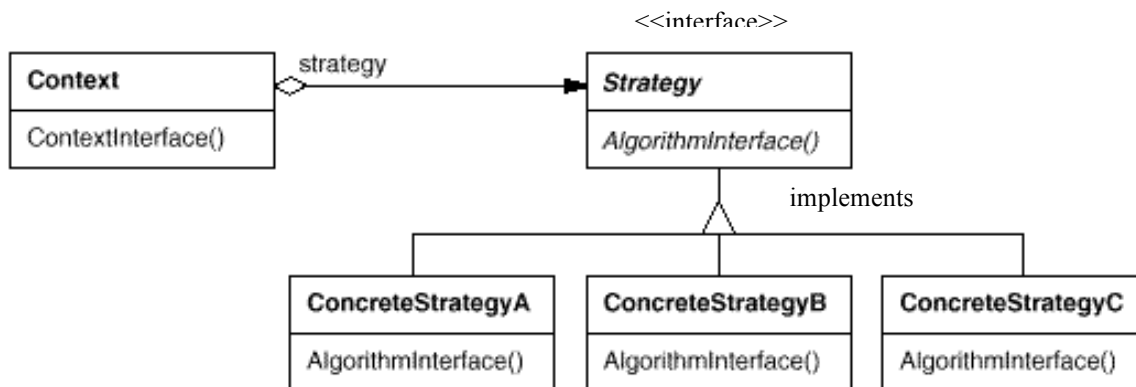 <<interface>>
Context
ContextInterface()
strategy
Strategy
AlgorithmInterface()
implements
ConcreteStrategyA
AlgorithmInterface()
ConcreteStrategyB
AlgorithmInterface()
ConcreteStrategyC
AlgorithmInterface()